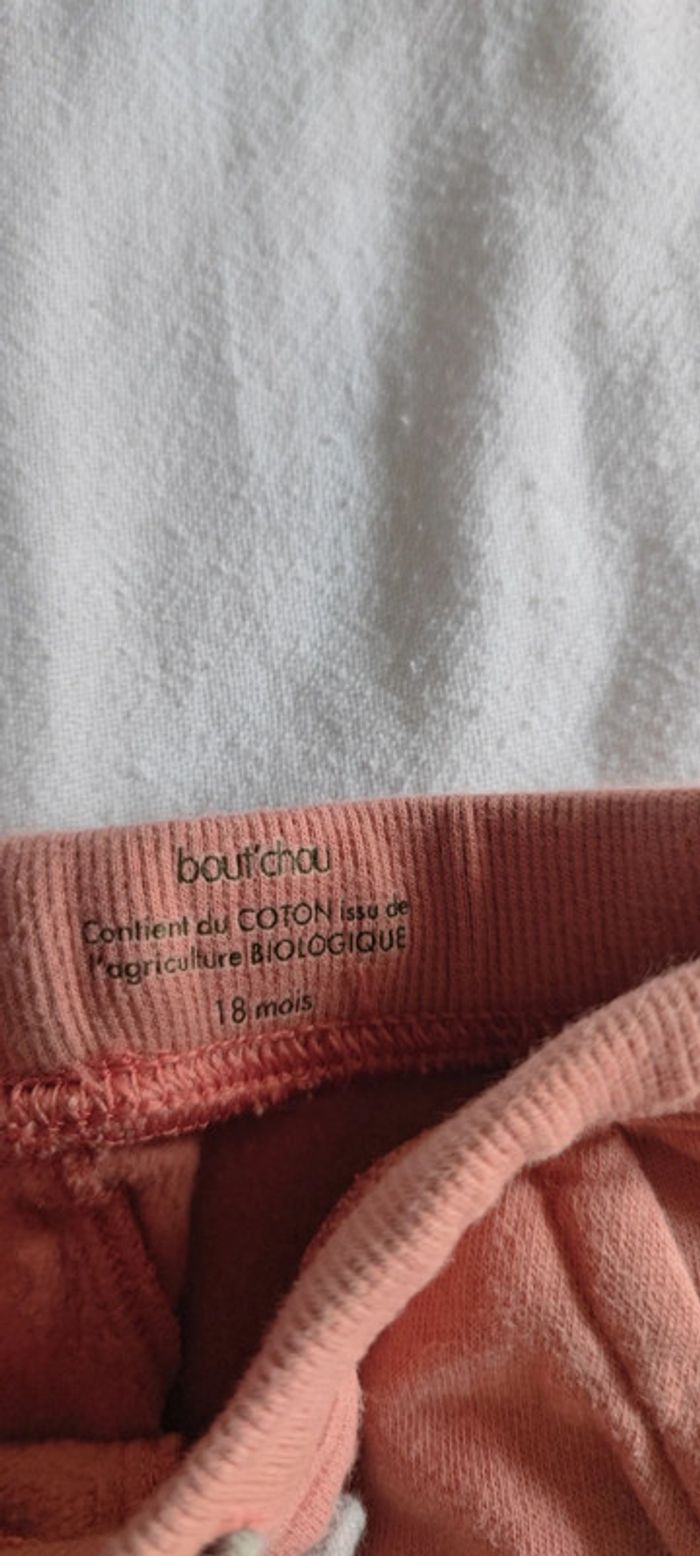 bout'chou
Contient du COTON issu de
l'agriculture BIOLOGIQUE
18 mois